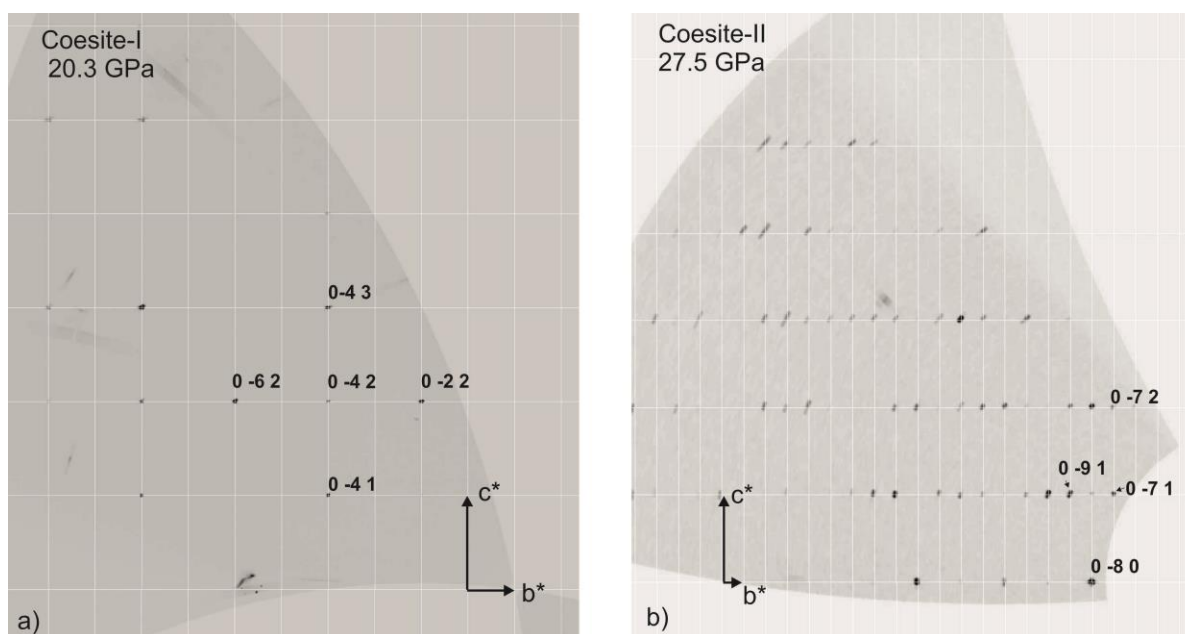 Coesite-I
20.3 GPa
0-4 3
0 -6 2
0 -4 2
0 -2 2
0 -4 1
c*
b*
a)
Coesite-II
27.5 GPa
0 -7 2
0 -9 1
0 -7 1
c*
0 -8 0
b*
b)